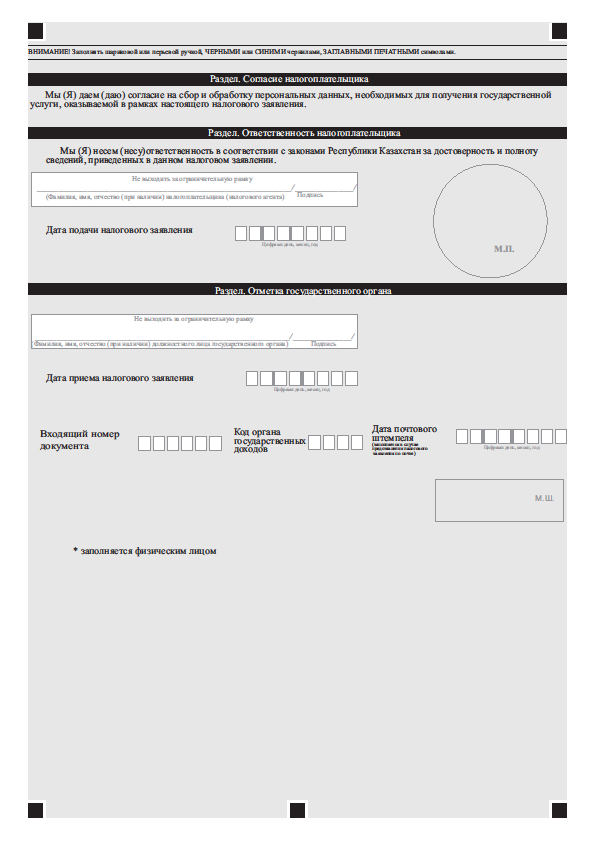 ВНИМАНИЕ! Заполнять шариковой или перьевой ручкой, ЧЕРНЫМИ или СИНИМИ чернилами, ЗАГЛАВНЫМИ ПЕЧАТНЫМИ символами.
Раздел. Согласие налогоплательщика
Мы (Я) даем (даю) согласие на сбор и обработку персональных данных, необходимых для получения государственной
услуги, оказываемой в рамках настоящего налогового заявления.
Раздел. Ответственность налогоплательщика
Мы (Я) несем (несу)ответственность в соответствии с законами Республики Казахстан за достоверность и полноту
сведений, приведенных в данном налоговом заявлении.
Не выходить за ограничительную рамку
(Фамилия, имя, отчество (при наличии) налогоплательщика (налогового агента) Подпись
Дата подачи налогового заявления
Цифрами день, месяц, год
М.П.
Раздел. Отметка государственного органа
Не выходить за ограничительную рамку
(Фамилия, имя, отчество (при наличии) должностного лица государственного органа) Подпись
Дата приема налогового заявления
Цифрами день, месяц, год
Входящий номер
документа
Код органа
государственных
доходов
Дата почтового
штемпеля
(заполняется в случае
представления налогового
заявления по почте)
Цифрами день, месяц, год
М.Ш.
* заполняется физическим лицом